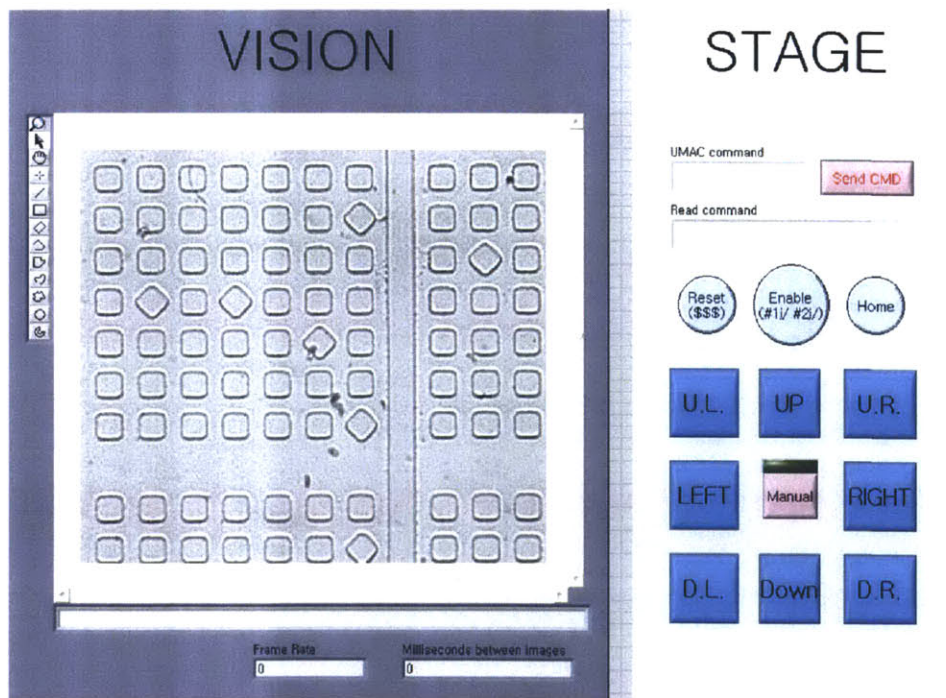 VISION
STAGE
UMAC command
Send CMD
Read command
Reset
($$$)
Enable
(#1j/ #2j/)
Home
U.L.
UP
U.R.
LEFT
Manual
RIGHT
D.L.
Down
D.R.
Frame Rate
0
Milliseconds between images
0